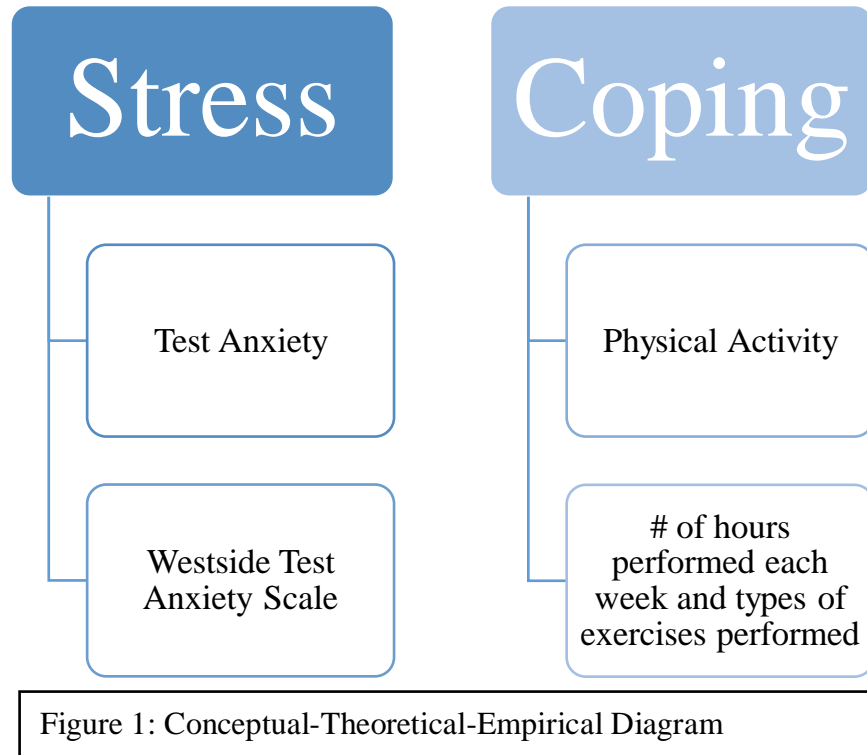 Stress
Test Anxiety
Westside Test
Anxiety Scale
Coping
Physical Activity
# of hours
performed each
week and types of
exercises performed
Figure 1: Conceptual-Theoretical-Empirical Diagram